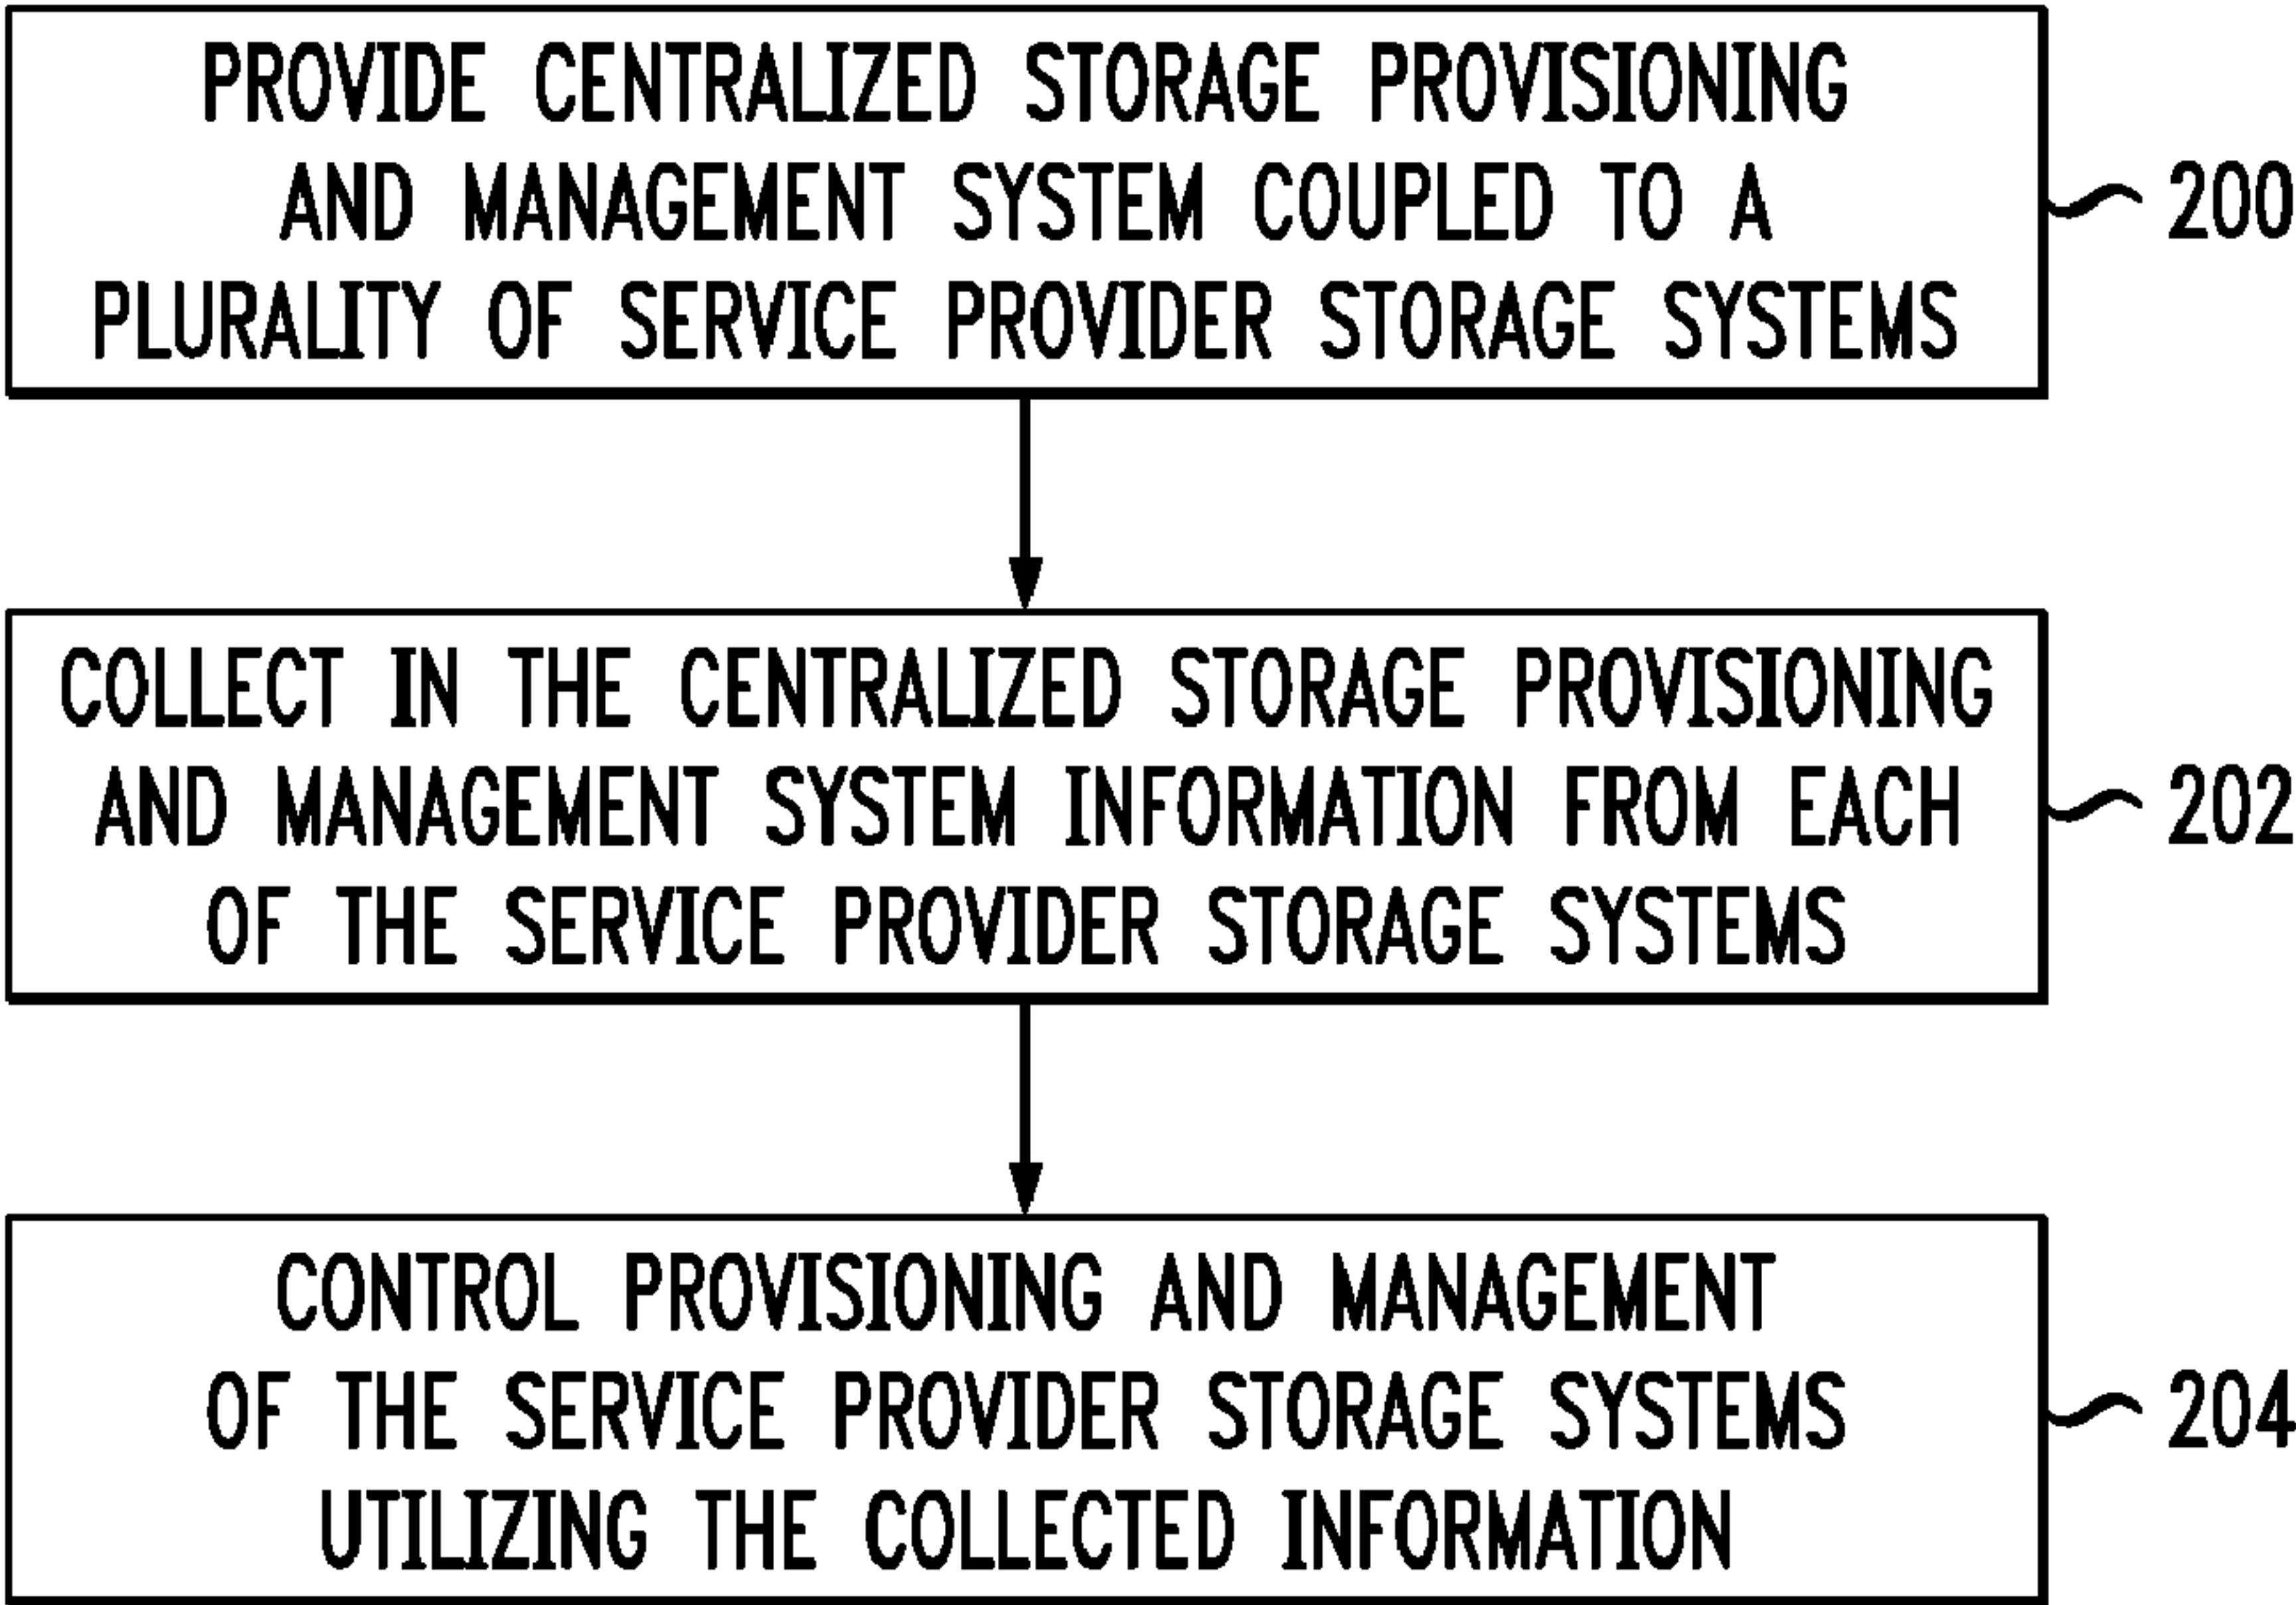 PROVIDE CENTRALIZED STORAGE PROVISIONING
AND MANAGEMENT SYSTEM COUPLED TO A
PLURALITY OF SERVICE PROVIDER STORAGE SYSTEMS
200
COLLECT IN THE CENTRALIZED STORAGE PROVISIONING
AND MANAGEMENT SYSTEM INFORMATION FROM EACH
OF THE SERVICE PROVIDER STORAGE SYSTEMS
202
CONTROL PROVISIONING AND MANAGEMENT
OF THE SERVICE PROVIDER STORAGE SYSTEMS
UTILIZING THE COLLECTED INFORMATION
204